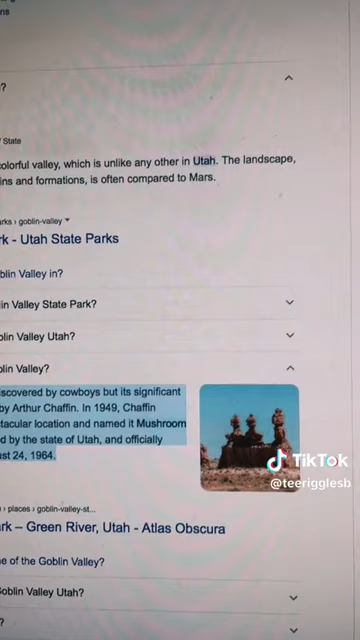 ns
?
State
olorful valley, which is unlike any other in Utah. The landscape,
ins and formations, is often compared to Mars.
rks › goblin-valley
rk - Utah State Parks
blin Valley in?
in Valley State Park?
blin Valley Utah?
blin Valley?
iscovered by cowboys but its significant
by Arthur Chaffin. In 1949, Chaffin
tacular location and named it Mushroom
d by the state of Utah, and officially
ust 24, 1964.
TikTok
@teerigglesb
› places › goblin-valley-st...
rk – Green River, Utah - Atlas Obscura
e of the Goblin Valley?
Goblin Valley Utah?
?